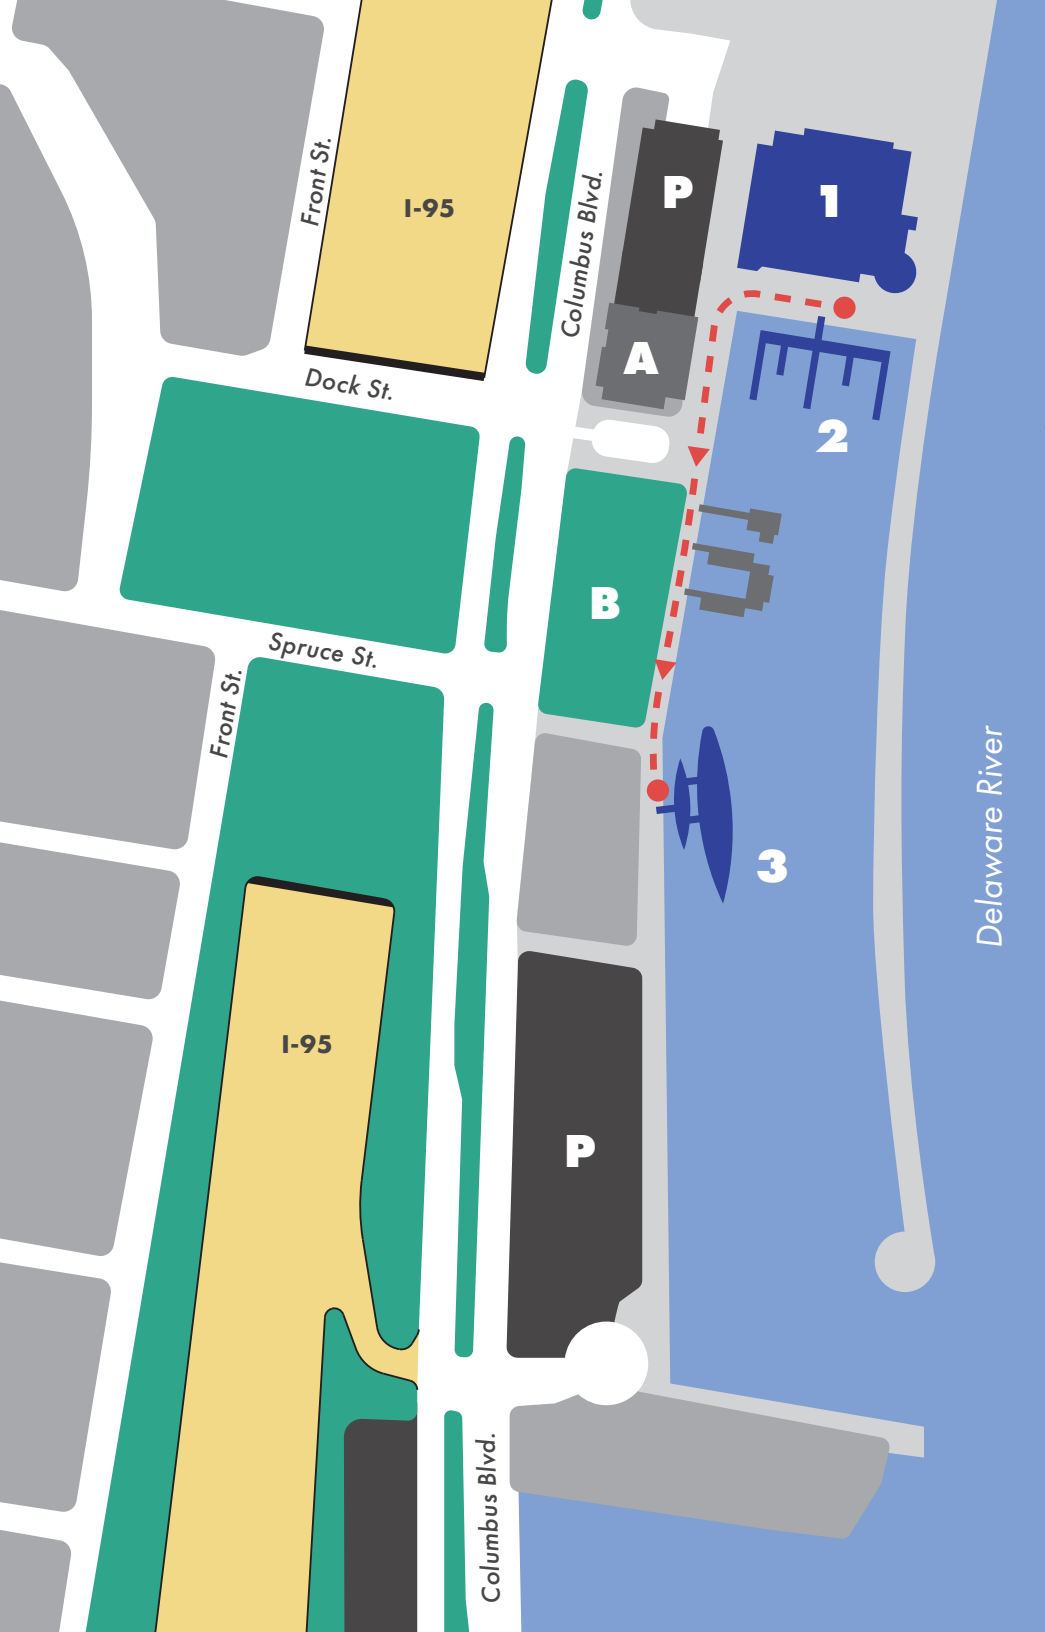 Front St.
I-95
Columbus Blvd.
P
1
A
Dock St.
2
B
Spruce St.
Front St.
Delaware River
3
I-95
P
Columbus Blvd.